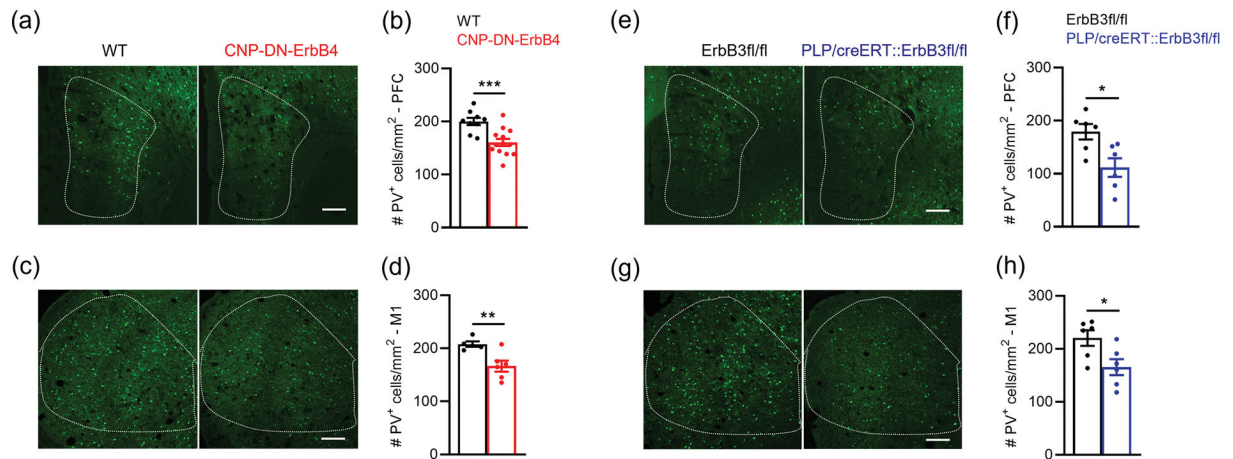 (a)
WT
CNP-DN-ErbB4
(b)
WT
CNP-DN-ErbB4
300
200
100
0
# PV⁺ cells/mm² - PFC
***
(c)
(d)
300
200
100
0
# PV⁺ cells/mm² - M1
**
(e)
ErbB3fl/fl
PLP/creERT::ErbB3fl/fl
(f)
ErbB3fl/fl
PLP/creERT::ErbB3fl/fl
300
200
100
0
# PV⁺ cells/mm² - PFC
*
(g)
(h)
300
200
100
0
# PV⁺ cells/mm² - M1
*